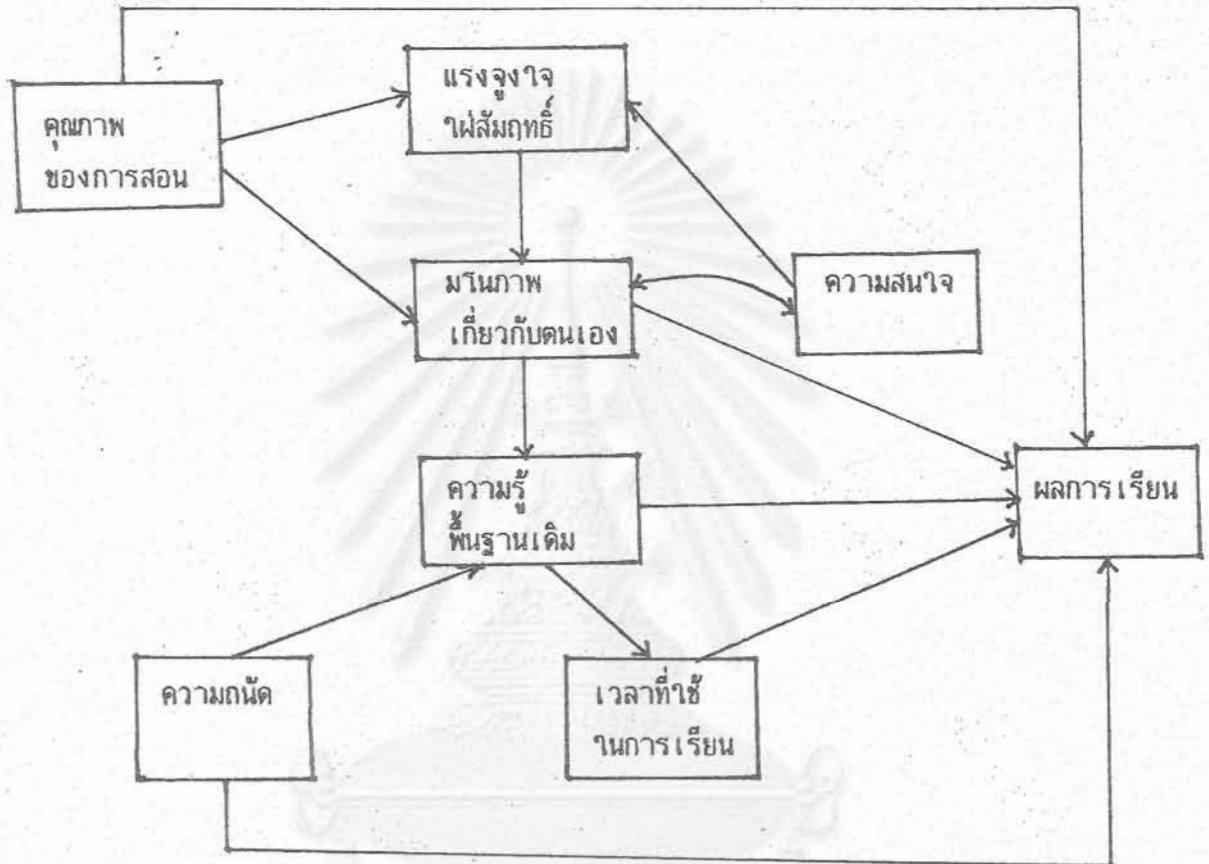 แรงจูงใจ
ใฝ่สัมฤทธิ์
คุณภาพ
ของการสอน
มโนภาพ
เกี่ยวกับตนเอง
ความสนใจ
ความรู้
พื้นฐานเดิม
ผลการเรียน
ความถนัด
เวลาที่ใช้
ในการเรียน